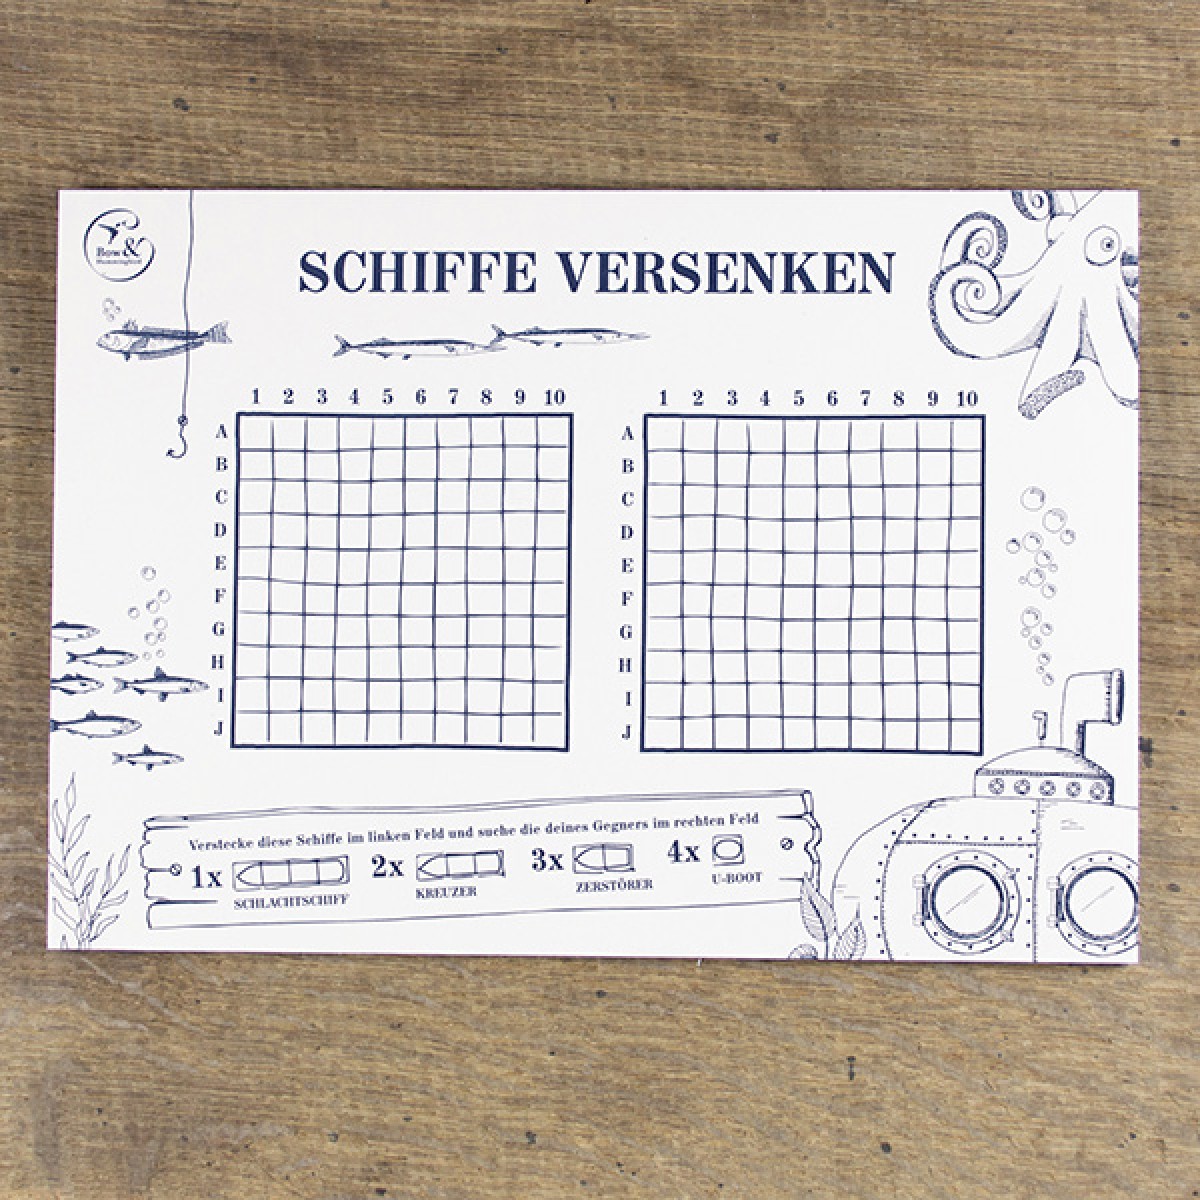 Bow &
Hummingbird
SCHIFFE VERSENKEN
1 2 3 4 5 6 7 8 9 10
A
B
C
D
E
F
G
H
I
J
1 2 3 4 5 6 7 8 9 10
A
B
C
D
E
F
G
H
I
J
Verstecke diese Schiffe im linken Feld und suche die deines Gegners im rechten Feld
1x 2x 3x 4x
SCHLACHTSCHIFF KREUZER ZERSTÖRER U-BOOT